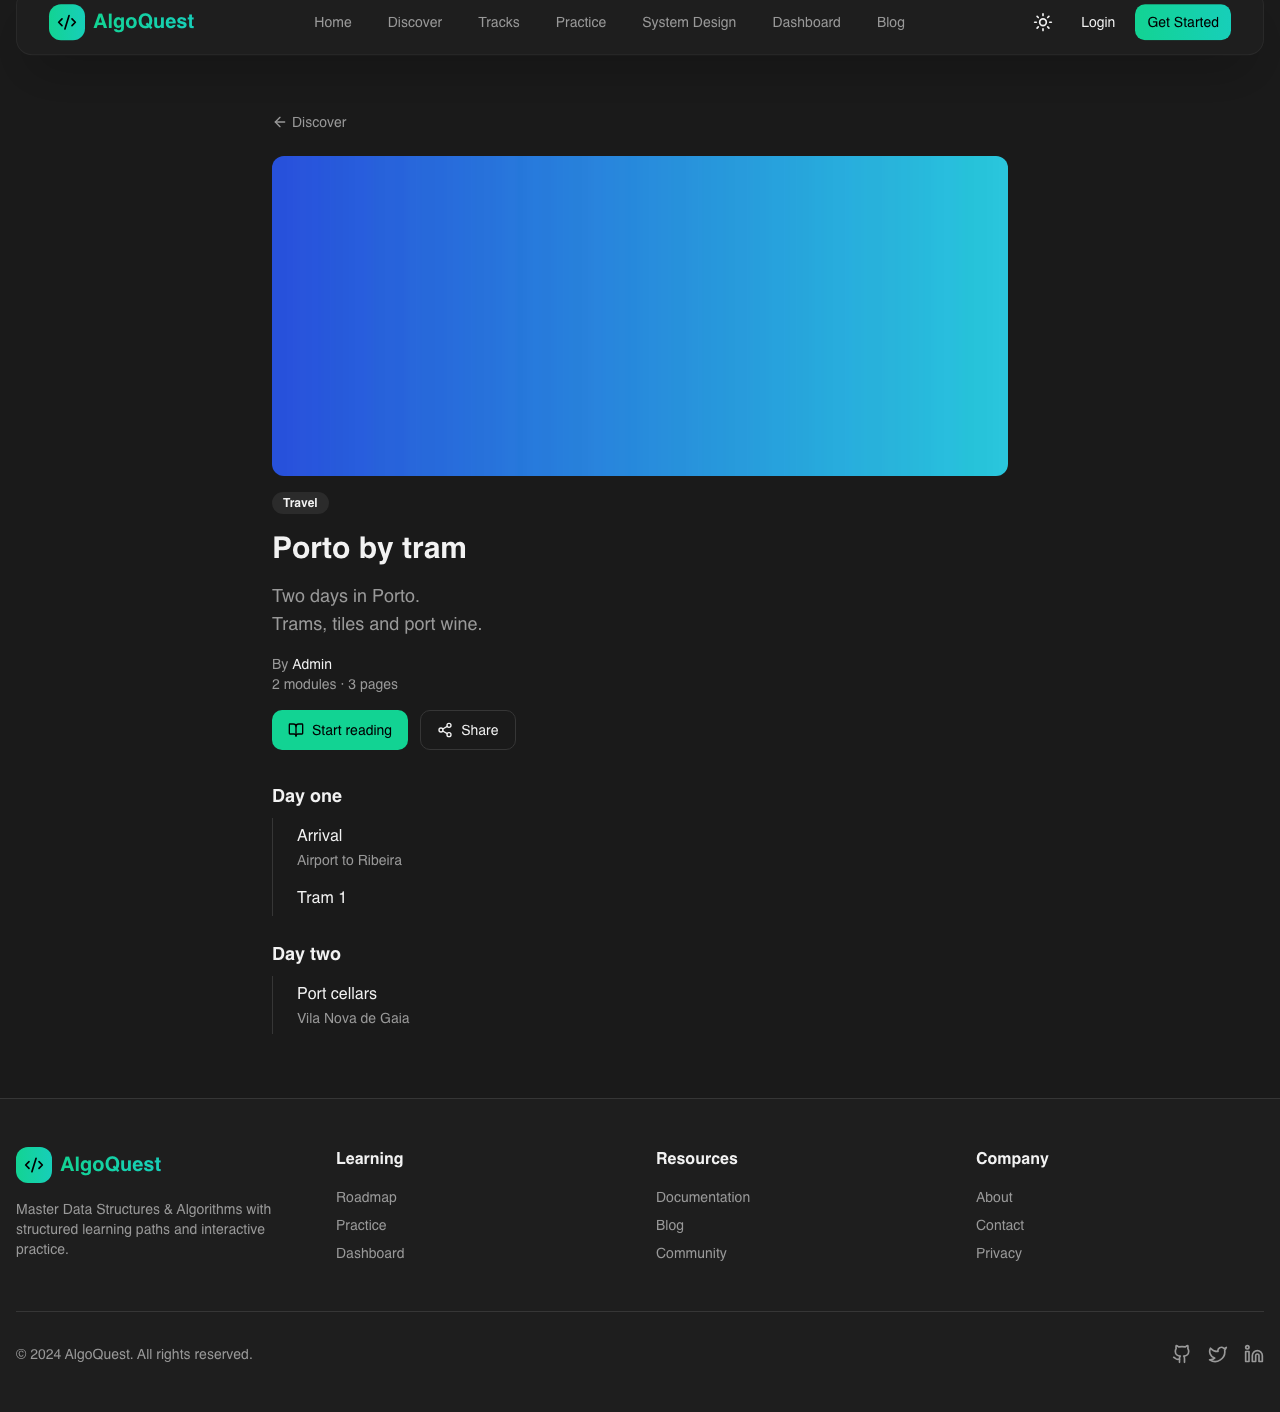 AlgoQuest
Home Discover Tracks Practice System Design Dashboard Blog
Login Get Started
Discover
Travel
Porto by tram
Two days in Porto.
Trams, tiles and port wine.
By Admin
2 modules · 3 pages
Start reading Share
Day one
Arrival
Airport to Ribeira
Tram 1
Day two
Port cellars
Vila Nova de Gaia
AlgoQuest
Master Data Structures & Algorithms with
structured learning paths and interactive
practice.
Learning
Roadmap
Practice
Dashboard
Resources
Documentation
Blog
Community
Company
About
Contact
Privacy
© 2024 AlgoQuest. All rights reserved.